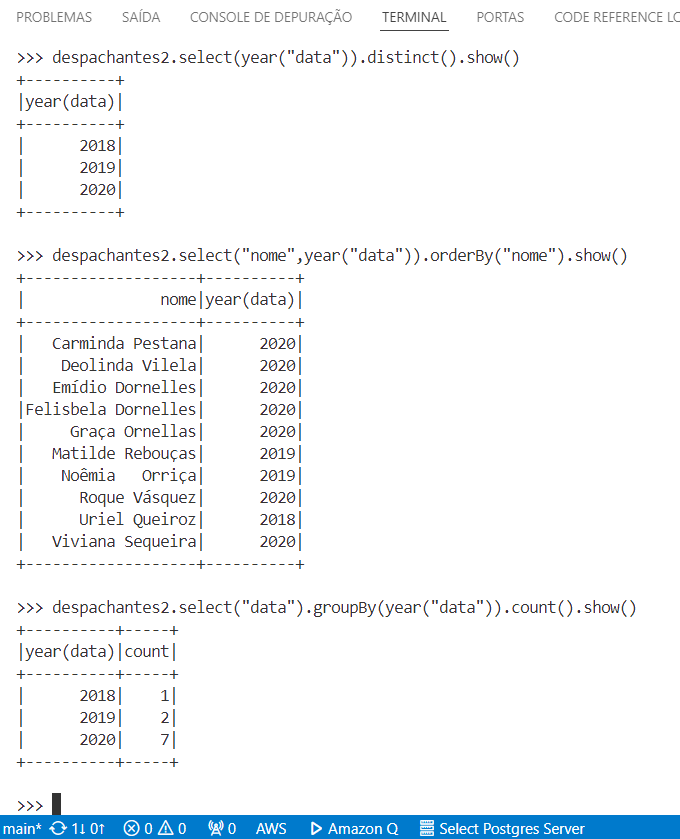 PROBLEMAS SAÍDA CONSOLE DE DEPURAÇÃO TERMINAL PORTAS CODE REFERENCE LO
>>> despachantes2.select(year("data")).distinct().show()
+----------+
|year(data)|
+----------+
|      2018|
|      2019|
|      2020|
+----------+
>>> despachantes2.select("nome",year("data")).orderBy("nome").show()
+-------------------+----------+
|               nome|year(data)|
+-------------------+----------+
|   Carminda Pestana|      2020|
|    Deolinda Vilela|      2020|
|   Emídio Dornelles|      2020|
|Felisbela Dornelles|      2020|
|     Graça Ornellas|      2020|
|   Matilde Rebouças|      2019|
|    Noêmia   Orriça|      2019|
|      Roque Vásquez|      2020|
|      Uriel Queiroz|      2018|
|   Viviana Sequeira|      2020|
+-------------------+----------+
>>> despachantes2.select("data").groupBy(year("data")).count().show()
+----------+-----+
|year(data)|count|
+----------+-----+
|      2018|    1|
|      2019|    2|
|      2020|    7|
+----------+-----+
>>>
main* 1↓ 0↑ 0 0 0 AWS Amazon Q Select Postgres Server